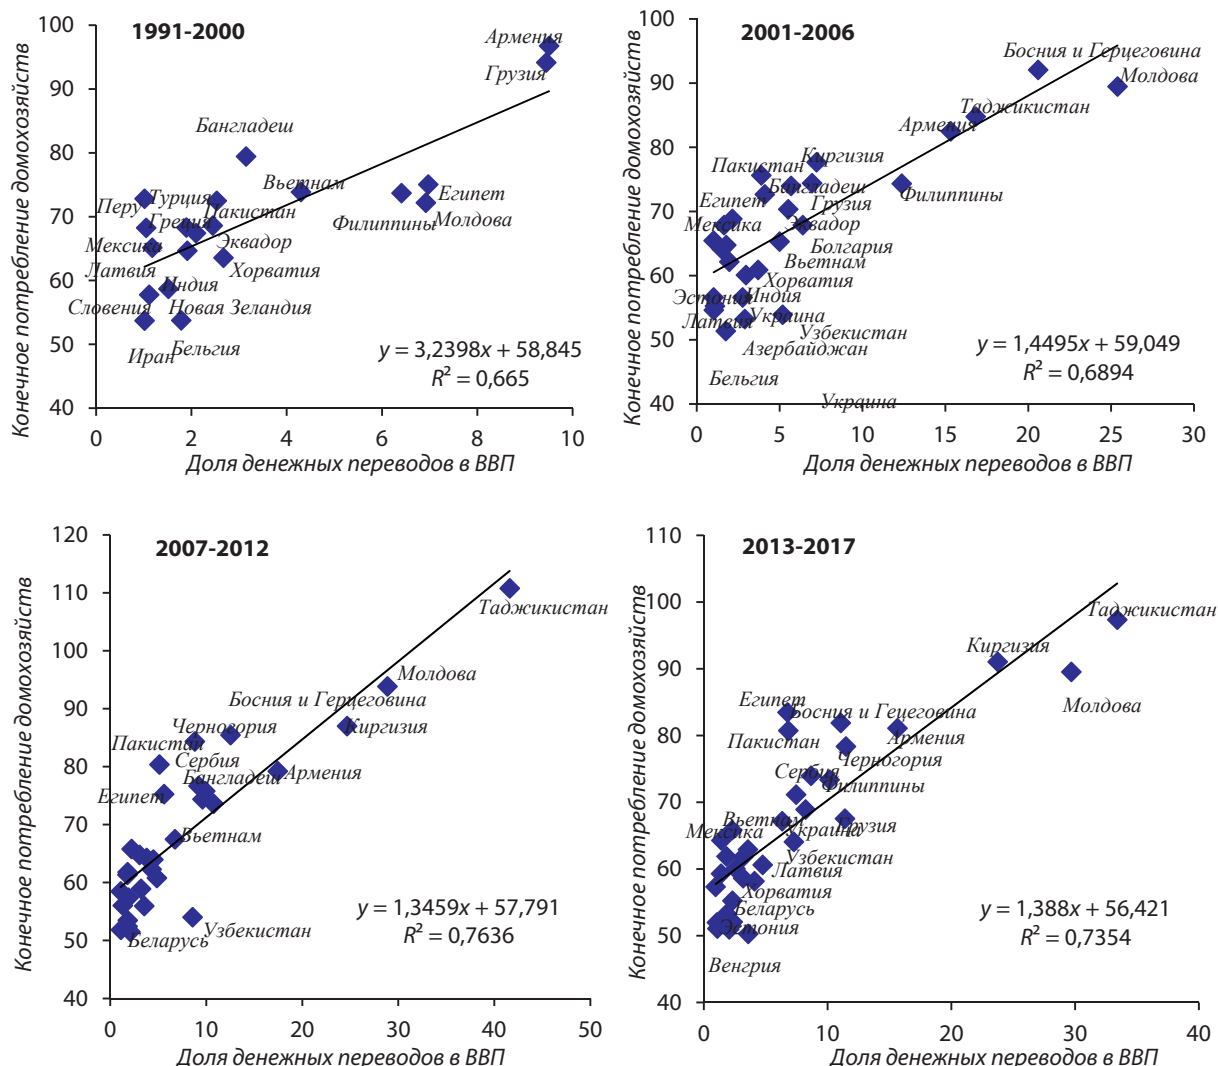 1991-2000
Конечное потребление домохозяйств
100
90
80
70
60
50
40
Армения
Грузия
Бангладеш
Вьетнам
Турция
Перу
Пакистан
Греция
Египет
Филиппины
Молдова
Мексика
Эквадор
Латвия
Хорватия
Индия
Словения
Новая Зеландия
Иран
Бельгия
y = 3,2398x + 58,845
R² = 0,665
0 2 4 6 8 10
Доля денежных переводов в ВВП
2001-2006
Конечное потребление домохозяйств
100
90
80
70
60
50
40
Босния и Герцеговина
Молдова
Таджикистан
Армения
Киргизия
Пакистан
Бангладеш
Филиппины
Египет
Грузия
Мексика
Эквадор
Болгария
Вьетнам
Хорватия
Эстония
Индия
Латвия
Украина
Узбекистан
Азербайджан
Бельгия
Украина
y = 1,4495x + 59,049
R² = 0,6894
0 5 10 15 20 25 30
Доля денежных переводов в ВВП
2007-2012
Конечное потребление домохозяйств
120
110
100
90
80
70
60
50
40
Таджикистан
Молдова
Босния и Герцеговина
Черногория
Киргизия
Пакистан
Сербия
Бангладеш
Армения
Египет
Вьетнам
Узбекистан
Беларусь
y = 1,3459x + 57,791
R² = 0,7636
0 10 20 30 40 50
Доля денежных переводов в ВВП
2013-2017
Конечное потребление домохозяйств
110
100
90
80
70
60
50
40
Таджикистан
Киргизия
Молдова
Египет
Босния и Геиеговина
Пакистан
Армения
Черногория
Сербия
Филиппины
Вьетнам
Грузия
Мексика
Украина
Узбекистан
Латвия
Хорватия
Беларусь
Эстония
Венгрия
y = 1,388x + 56,421
R² = 0,7354
0 10 20 30 40
Доля денежных переводов в ВВП